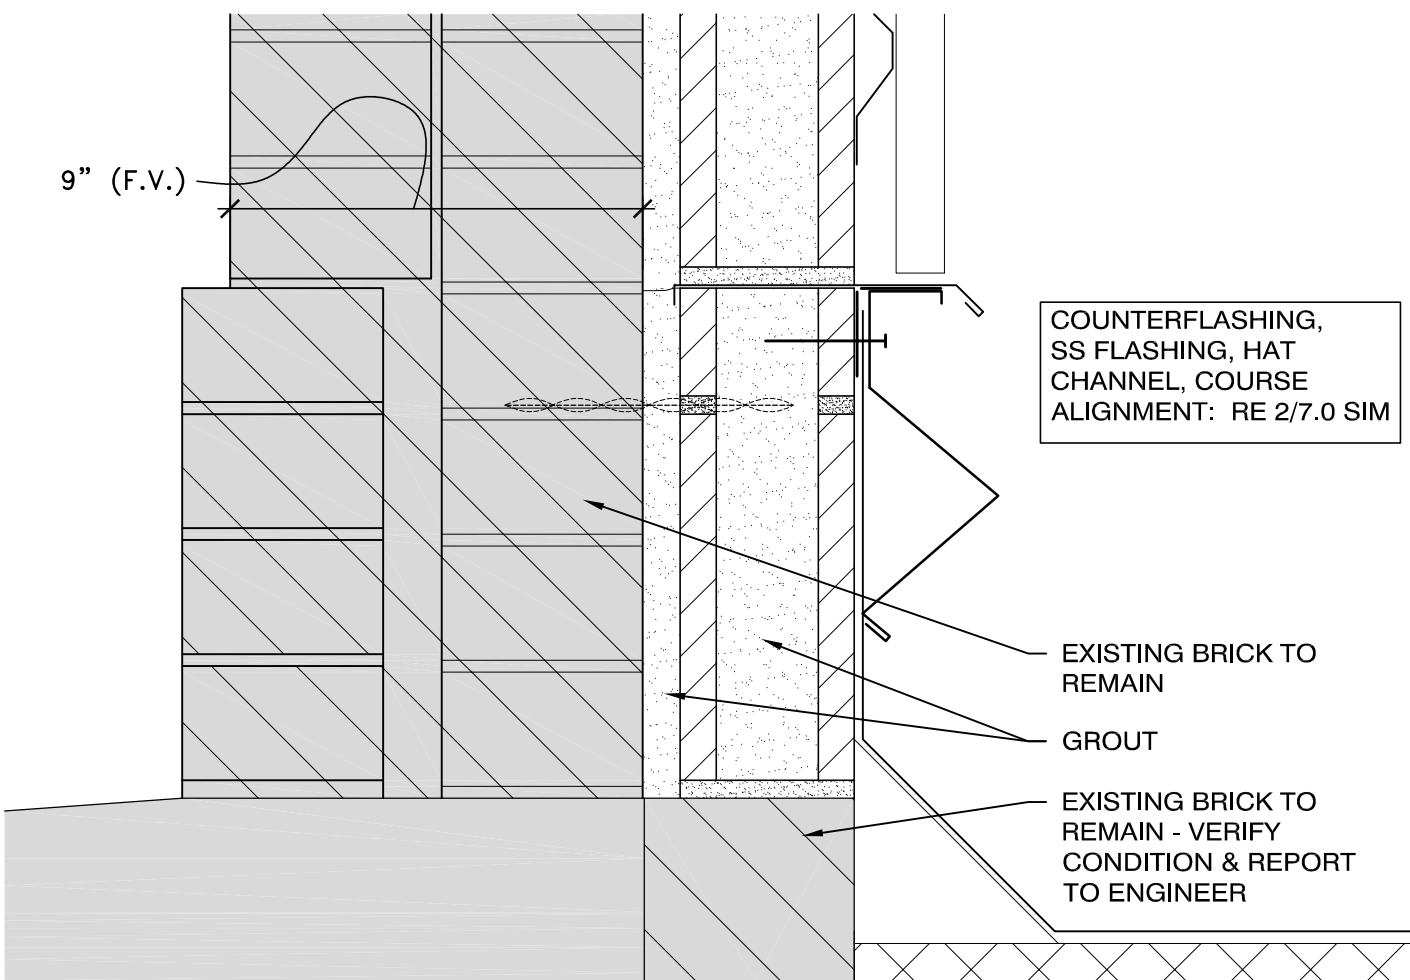 9” (F.V.)
COUNTERFLASHING,
SS FLASHING, HAT
CHANNEL, COURSE
ALIGNMENT: RE 2/7.0 SIM
EXISTING BRICK TO
REMAIN
GROUT
EXISTING BRICK TO
REMAIN - VERIFY
CONDITION & REPORT
TO ENGINEER